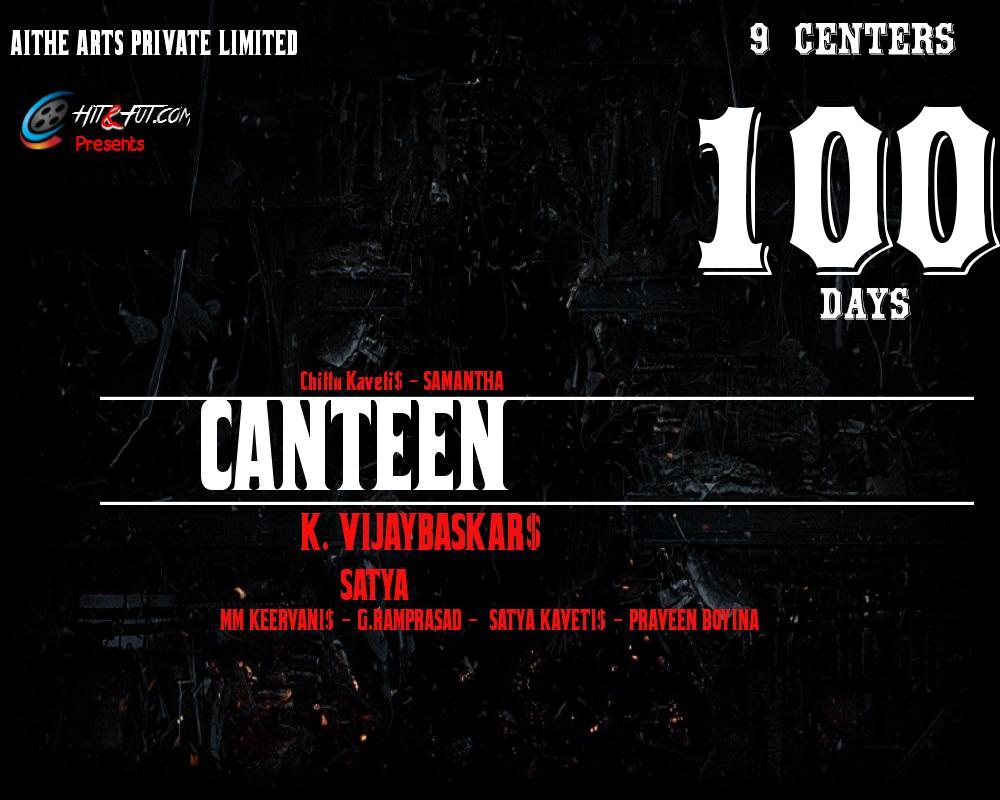 AITHE ARTS PRIVATE LIMITED
9 CENTERS
HIT&FUT.COM
Presents
100
DAYS
Chittu Kaveti$ - SAMANTHA
CANTEEN
K. VIJAYBASKAR$
SATYA
MM KEERVANI$ - G.RAMPRASAD - SATYA KAVETI$ - PRAVEEN BOYINA